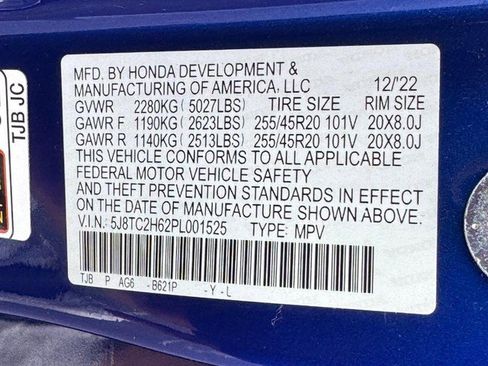 MFD. BY HONDA DEVELOPMENT &
MANUFACTURING OF AMERICA, LLC 12/'22
GVWR 2280KG(5027LBS) TIRE SIZE RIM SIZE
GAWR F 1190KG(2623LBS) 255/45R20 101V 20X8.0J
GAWR R 1140KG(2513LBS) 255/45R20 101V 20X8.0J
THIS VEHICLE CONFORMS TO ALL APPLICABLE
FEDERAL MOTOR VEHICLE SAFETY
AND THEFT PREVENTION STANDARDS IN EFFECT
ON THE DATE OF MANUFACTURE SHOWN ABOVE.
V.I.N.: 5J8TC2H62PL001525 TYPE: MPV
TJB P AG6 -B621P -Y-L
TJB JC